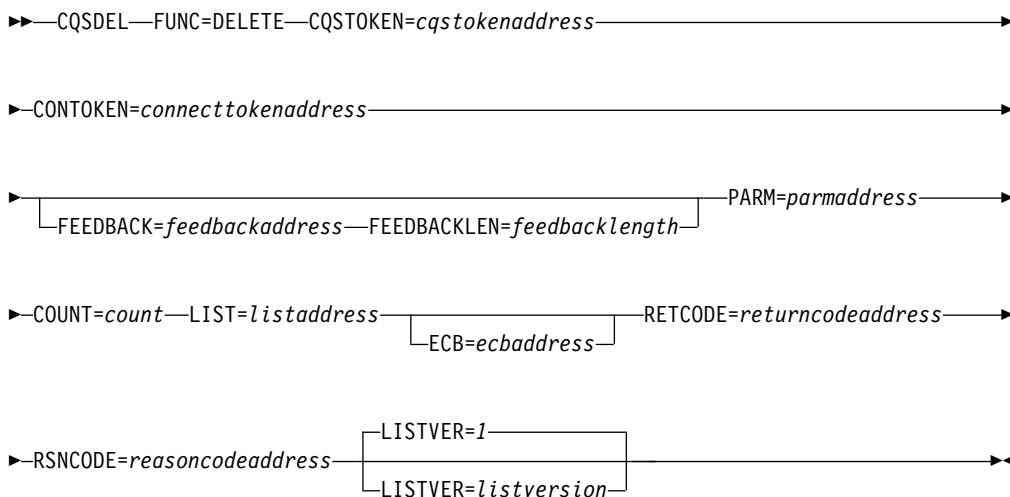 CQSDEL FUNC=DELETE CQSTOKEN=cqstokenaddress
CONTOKEN=connecttokenaddress
PARM=parmaddress
FEEDBACK=feedbackaddress FEEDBACKLEN=feedbacklength
COUNT=count LIST=listaddress RETCODE=returncodeaddress
ECB=ecbaddress
LISTVER=1
RSNCODE=reasoncodeaddress
LISTVER=listversion